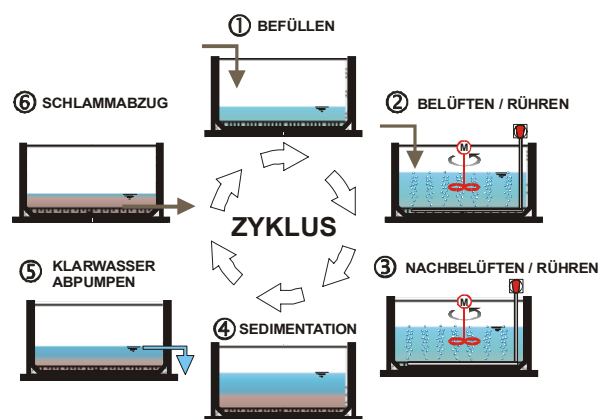 ① BEFÜLLEN
⑥ SCHLAMMABZUG
② BELÜFTEN / RÜHREN
M
ZYKLUS
⑤ KLARWASSER
ABPUMPEN
③ NACHBELÜFTEN / RÜHREN
M
④ SEDIMENTATION